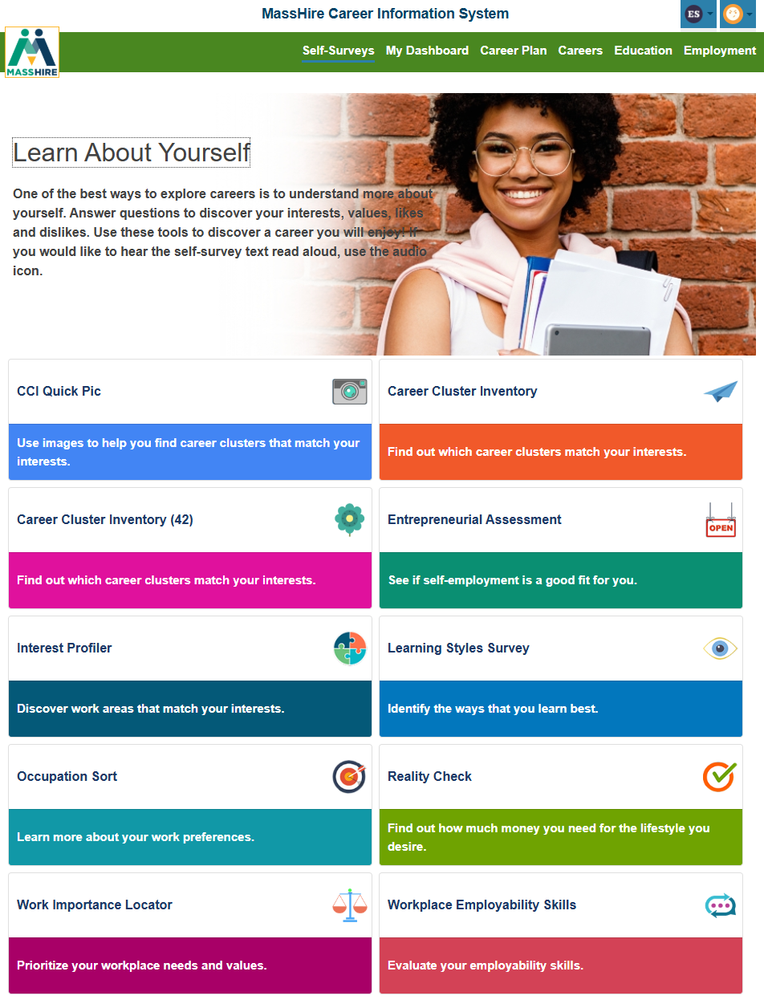 MassHire Career Information System
ES
MASSHIRE
Self-Surveys My Dashboard Career Plan Careers Education Employment
Learn About Yourself
One of the best ways to explore careers is to understand more about
yourself. Answer questions to discover your interests, values, likes
and dislikes. Use these tools to discover a career you will enjoy! If
you would like to hear the self-survey text read aloud, use the audio
icon.
CCI Quick Pic
Use images to help you find career clusters that match your
interests.
Career Cluster Inventory
Find out which career clusters match your interests.
Career Cluster Inventory (42)
Find out which career clusters match your interests.
Entrepreneurial Assessment
OPEN
See if self-employment is a good fit for you.
Interest Profiler
Discover work areas that match your interests.
Learning Styles Survey
Identify the ways that you learn best.
Occupation Sort
Learn more about your work preferences.
Reality Check
Find out how much money you need for the lifestyle you
desire.
Work Importance Locator
Prioritize your workplace needs and values.
Workplace Employability Skills
Evaluate your employability skills.